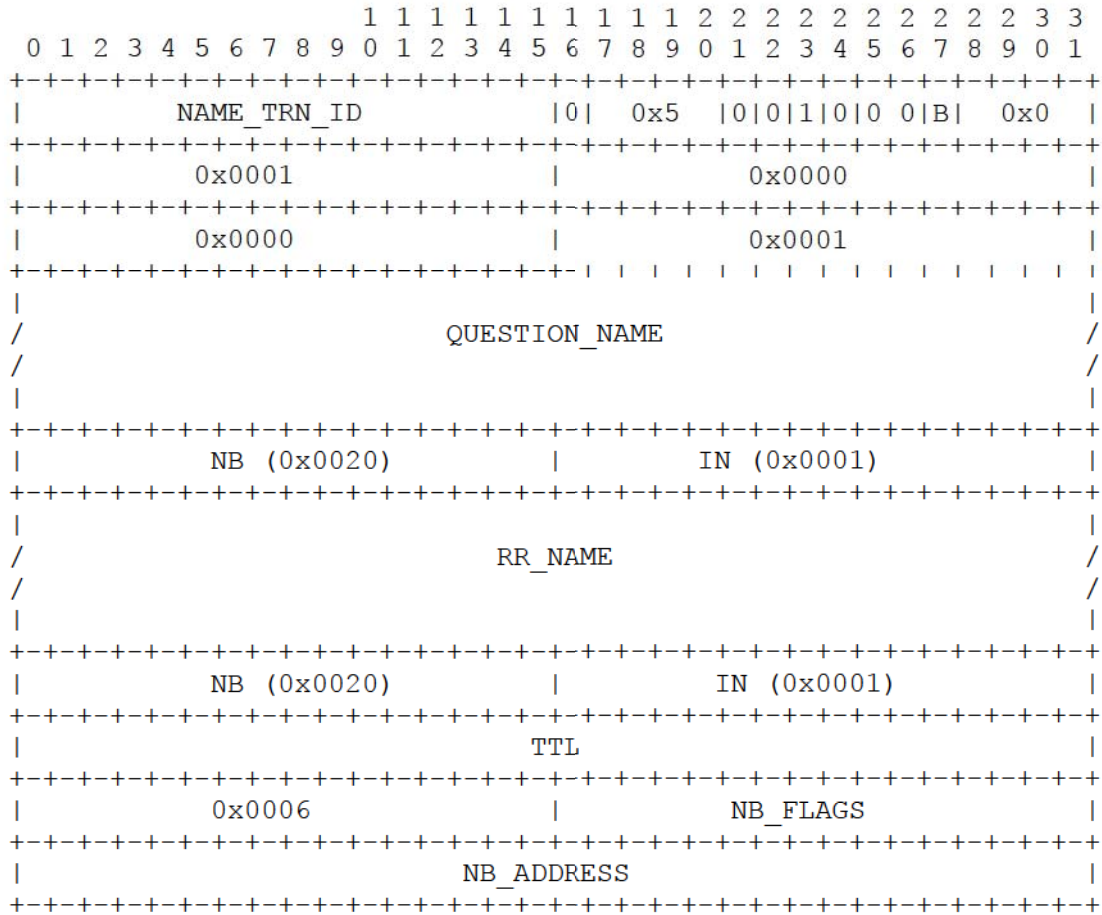 1 1 1 1 1 1 1 1 1 1 2 2 2 2 2 2 2 2 2 2 3 3
 0 1 2 3 4 5 6 7 8 9 0 1 2 3 4 5 6 7 8 9 0 1 2 3 4 5 6 7 8 9 0 1
+-+-+-+-+-+-+-+-+-+-+-+-+-+-+-+-+-+-+-+-+-+-+-+-+-+-+-+-+-+-+-+-+
|         NAME_TRN_ID           |0|  0x5  |0|0|1|0|0 0|B|  0x0  |
+-+-+-+-+-+-+-+-+-+-+-+-+-+-+-+-+-+-+-+-+-+-+-+-+-+-+-+-+-+-+-+-+
|          0x0001               |           0x0000              |
+-+-+-+-+-+-+-+-+-+-+-+-+-+-+-+-+-+-+-+-+-+-+-+-+-+-+-+-+-+-+-+-+
|          0x0000               |           0x0001              |
+-+-+-+-+-+-+-+-+-+-+-+-+-+-+-+-+-+-+-+-+-+-+-+-+-+-+-+-+-+-+-+-+
|                                                               |
/                         QUESTION_NAME                         /
/                                                               /
|                                                               |
+-+-+-+-+-+-+-+-+-+-+-+-+-+-+-+-+-+-+-+-+-+-+-+-+-+-+-+-+-+-+-+-+
|           NB (0x0020)         |        IN (0x0001)            |
+-+-+-+-+-+-+-+-+-+-+-+-+-+-+-+-+-+-+-+-+-+-+-+-+-+-+-+-+-+-+-+-+
|                                                               |
/                            RR_NAME                            /
/                                                               /
|                                                               |
+-+-+-+-+-+-+-+-+-+-+-+-+-+-+-+-+-+-+-+-+-+-+-+-+-+-+-+-+-+-+-+-+
|           NB (0x0020)         |         IN (0x0001)           |
+-+-+-+-+-+-+-+-+-+-+-+-+-+-+-+-+-+-+-+-+-+-+-+-+-+-+-+-+-+-+-+-+
|                              TTL                              |
+-+-+-+-+-+-+-+-+-+-+-+-+-+-+-+-+-+-+-+-+-+-+-+-+-+-+-+-+-+-+-+-+
|           0x0006              |          NB_FLAGS             |
+-+-+-+-+-+-+-+-+-+-+-+-+-+-+-+-+-+-+-+-+-+-+-+-+-+-+-+-+-+-+-+-+
|                          NB_ADDRESS                           |
+-+-+-+-+-+-+-+-+-+-+-+-+-+-+-+-+-+-+-+-+-+-+-+-+-+-+-+-+-+-+-+-+